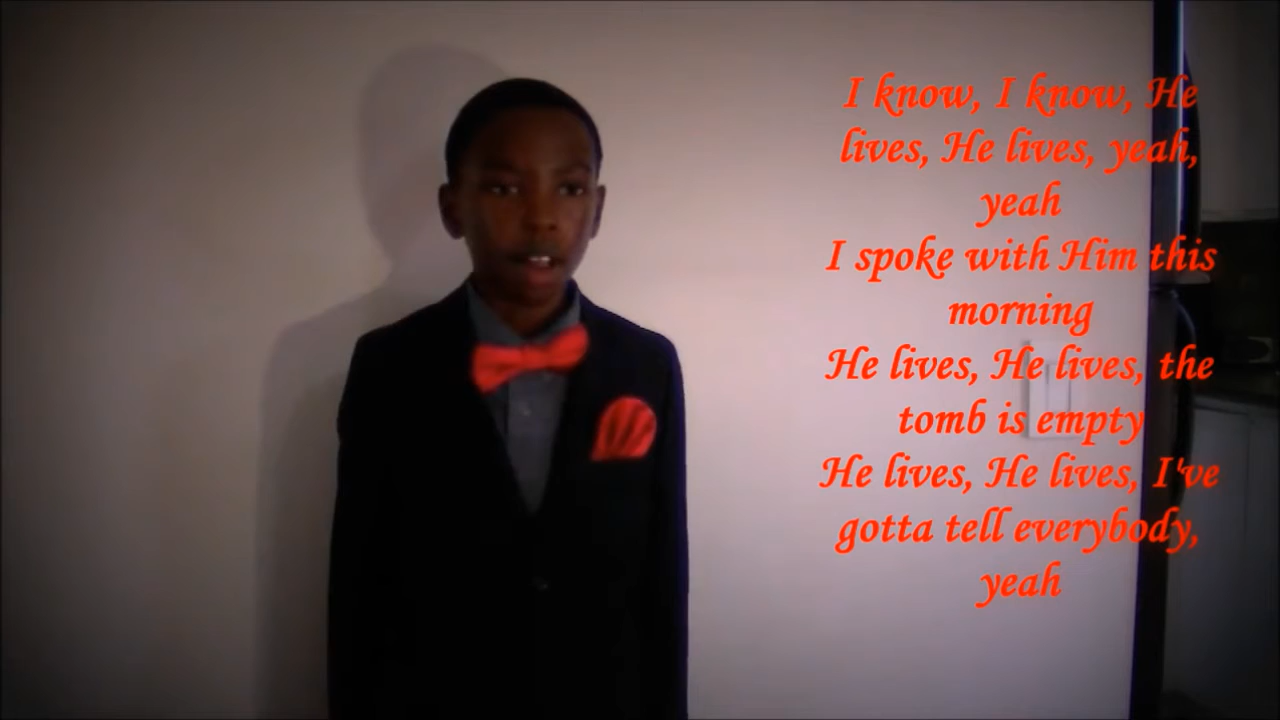 I know, I know, He
lives, He lives, yeah,
yeah
I spoke with Him this
morning
He lives, He lives, the
tomb is empty
He lives, He lives, I've
gotta tell everybody,
yeah